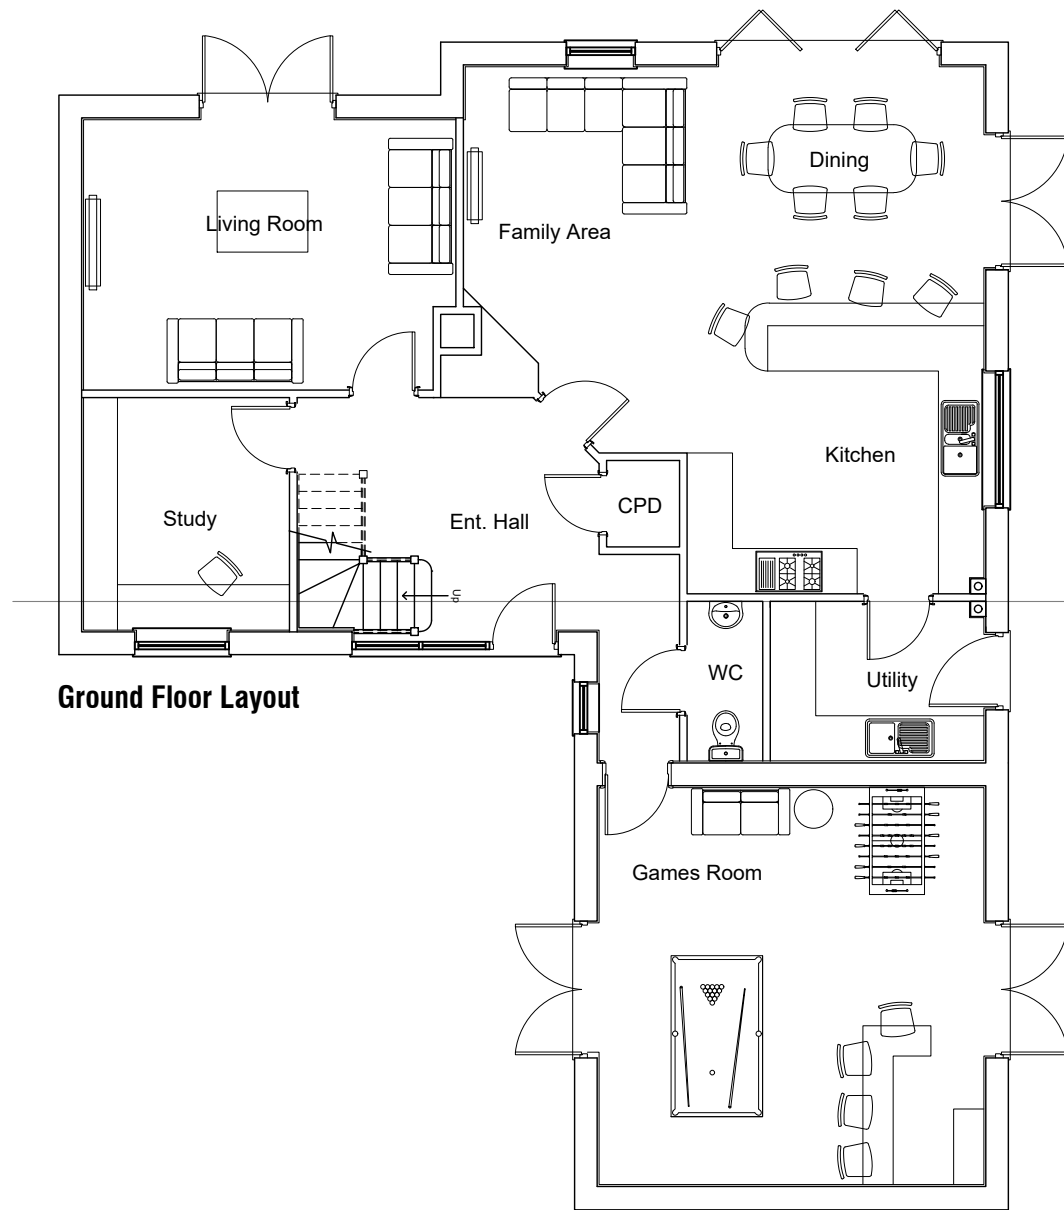 Dining
Living Room
Family Area
Kitchen
CPD
Study
Ent. Hall
Up
WC
Utility
Ground Floor Layout
Games Room